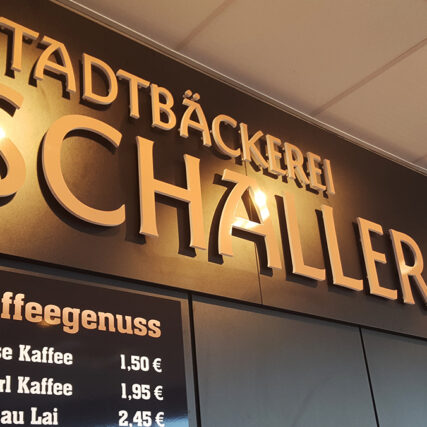 TADTBÄCKEREI
SCHALLER
ffeegenuss
se Kaffee 1,50 €
rl Kaffee 1,95 €
au Lai 2,45 €